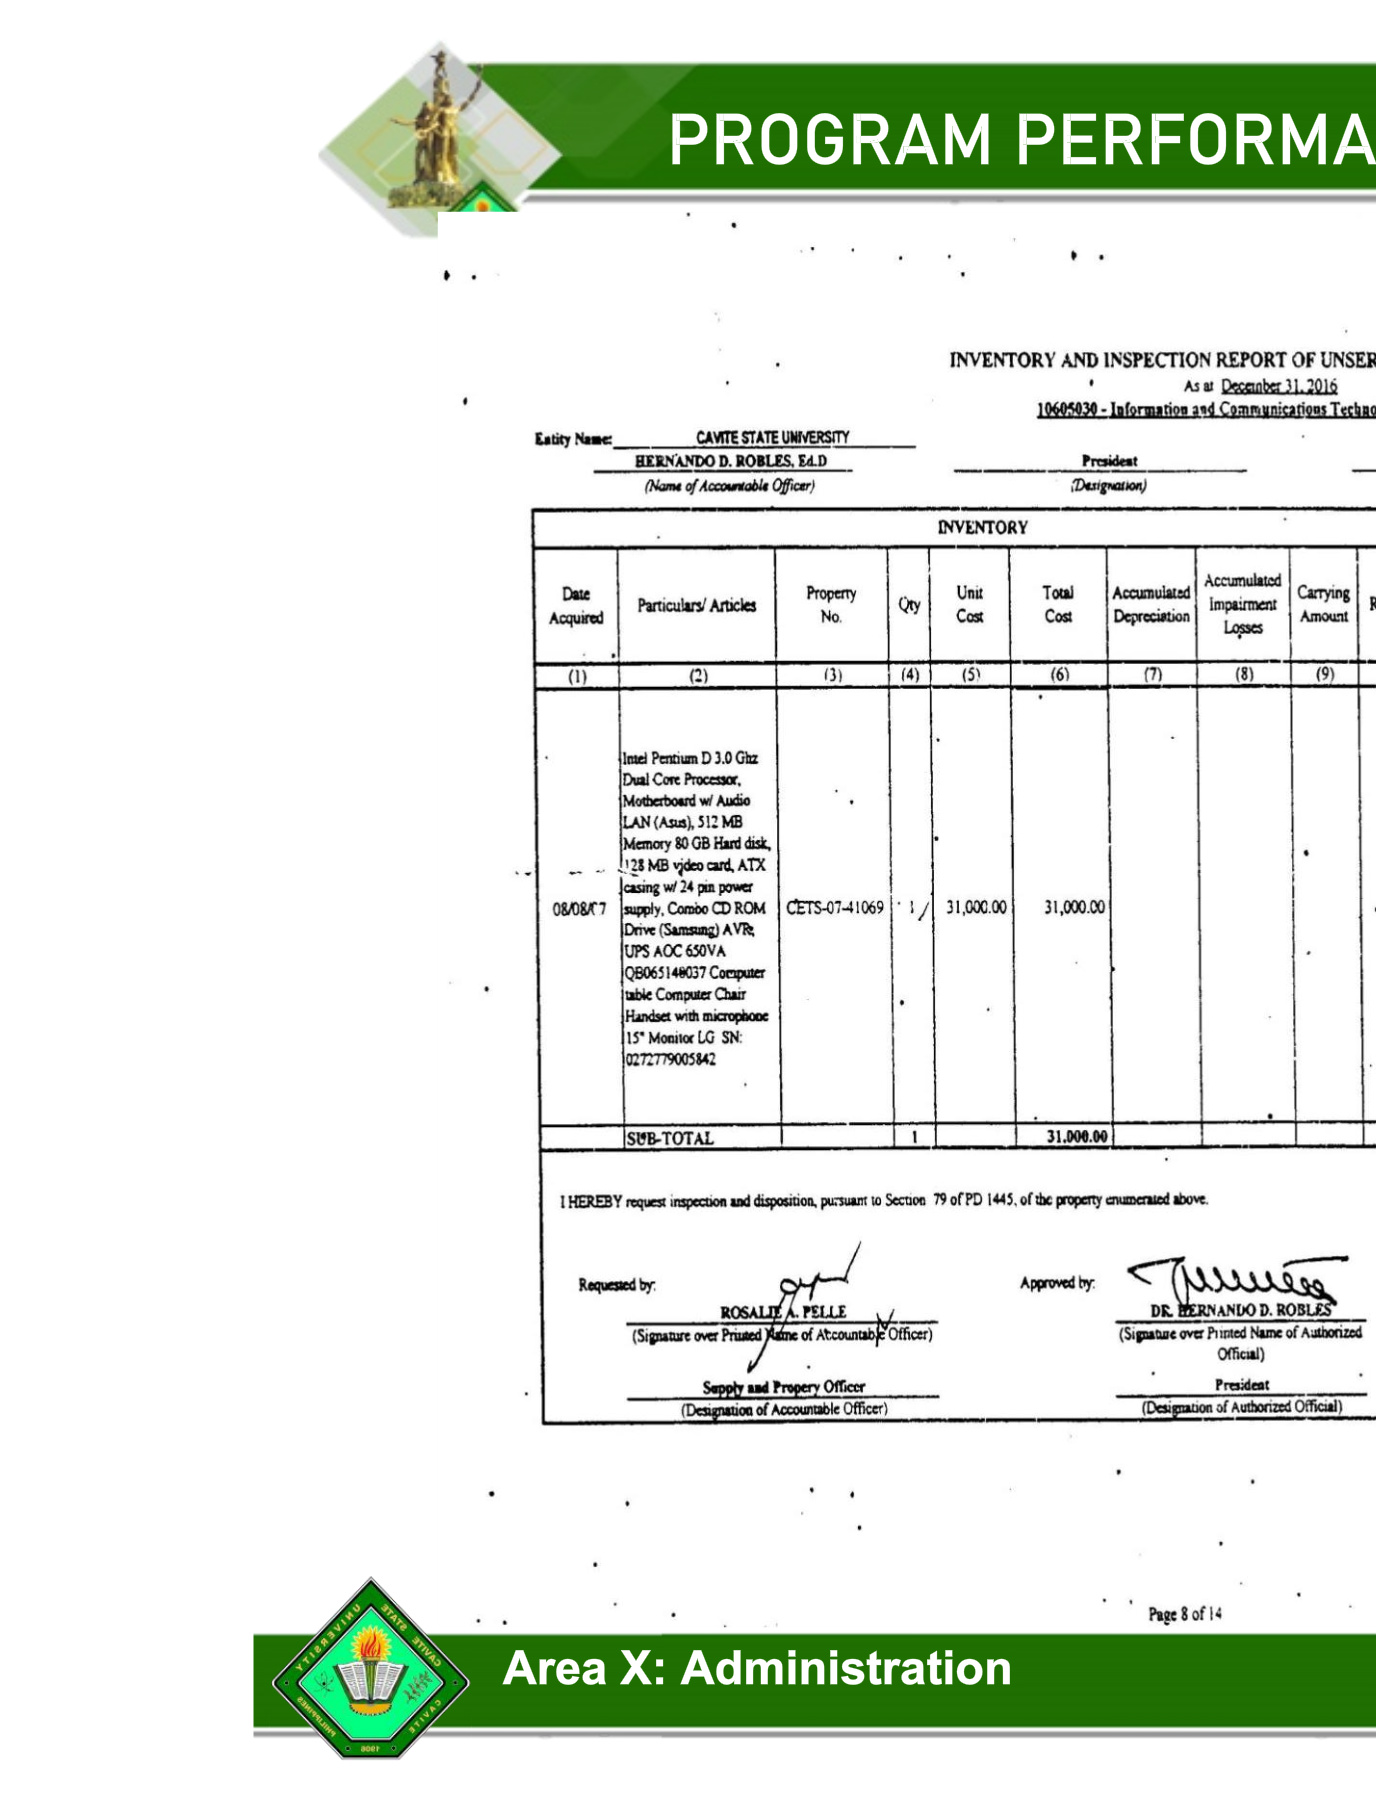 PROGRAM PERFORMA
INVENTORY AND INSPECTION REPORT OF UNSER
As at December 31, 2016
10605030 - Information and Communications Techno
Entity Name: CAVITE STATE UNIVERSITY
HERNANDO D. ROBLES, Ed.D
President
(Name of Accountable Officer)
(Designation)
INVENTORY
Date Acquired
Particulars/ Articles
Property No.
Qty
Unit Cost
Total Cost
Accumulated Depreciation
Accumulated Impairment Losses
Carrying Amount
R
(1) (2) (3) (4) (5) (6) (7) (8) (9)
Intel Pentium D 3.0 Ghz
Dual Core Processor,
Motherboard w/ Audio
LAN (Asus), 512 MB
Memory 80 GB Hard disk,
128 MB video card, ATX
casing w/ 24 pin power
08/08/07 supply, Combo CD ROM CETS-07-41069 1 31,000.00 31,000.00
Drive (Samsung) AVR,
UPS AOC 650VA
QB065148037 Computer
table Computer Chair
Handset with microphone
15" Monitor LG SN:
0272779005842
SUB-TOTAL 1 31,000.00
I HEREBY request inspection and disposition, pursuant to Section 79 of PD 1445, of the property enumerated above.
Requested by:
Approved by:
ROSALIE A. PELLE
DR. HERNANDO D. ROBLES
(Signature over Printed Name of Accountable Officer)
(Signature over Printed Name of Authorized
Official)
Supply and Propery Officer
President
(Designation of Accountable Officer)
(Designation of Authorized Official)
Page 8 of 14
CAVITE STATE UNIVERSITY
CAVITE PHILIPPINES
1906
Area X: Administration